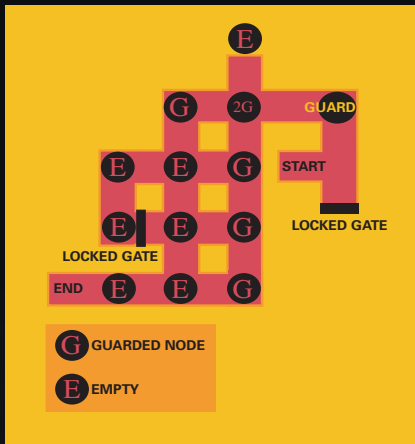 E
G 2G GUARD
E E G START
E E G
LOCKED GATE
LOCKED GATE
END E E G
G GUARDED NODE
E EMPTY